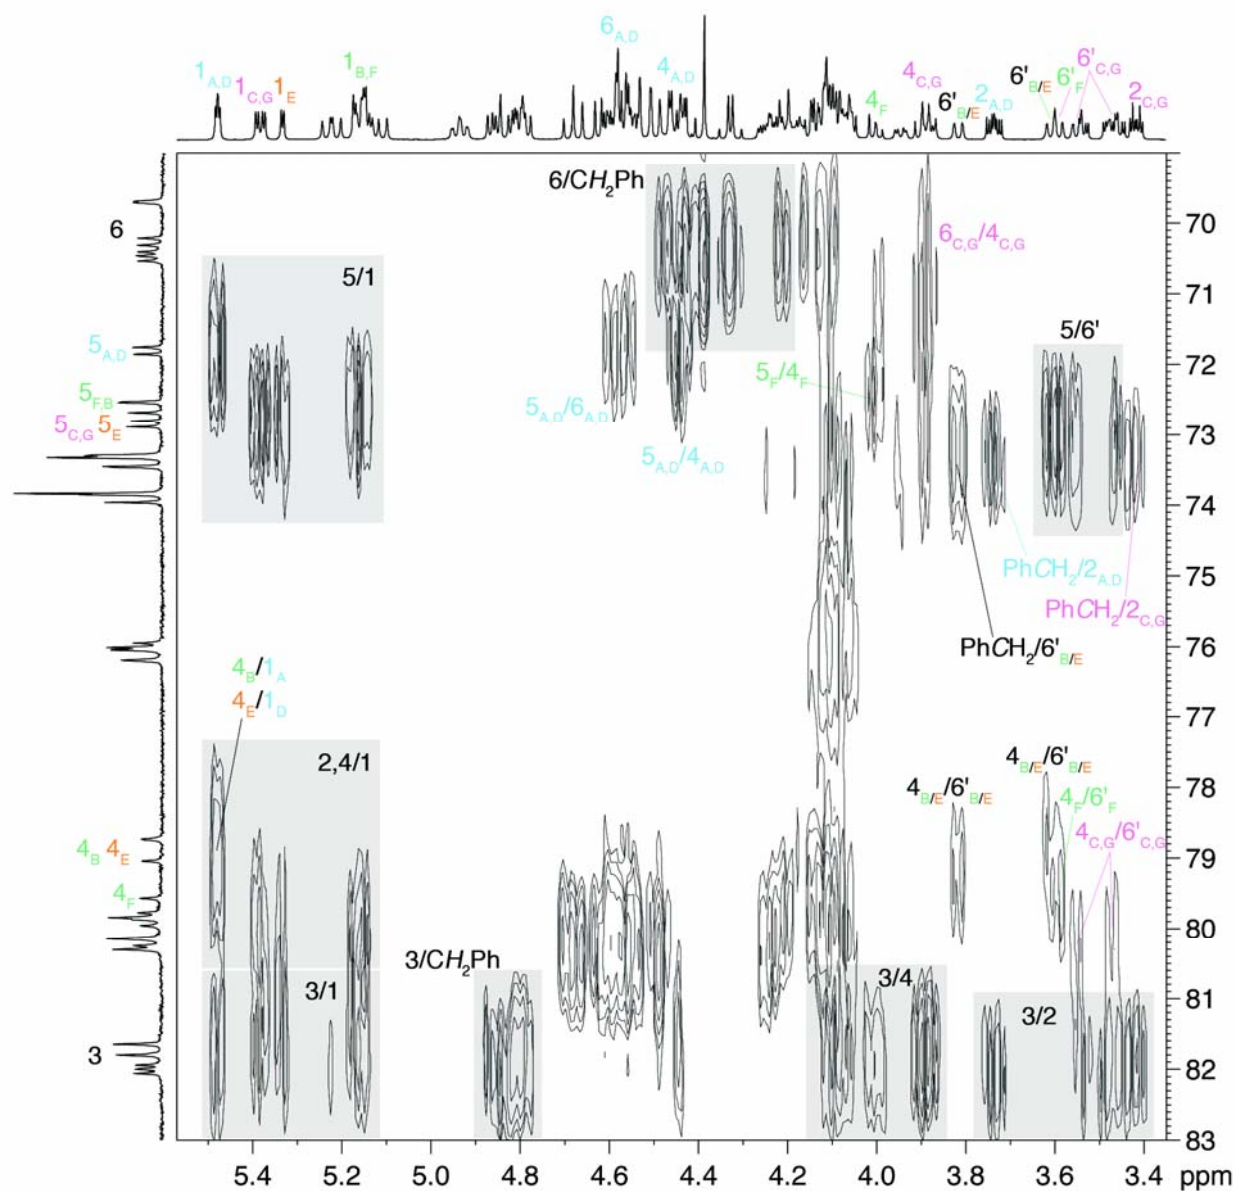 6A,D
1A,D 1C,G 1E
1B,F
4A,D
4F
4C,G
6'B/E
2A,D
6'B/E
6'F
6'C,G
2C,G
6/CH2Ph
6C,G/4C,G
5/1
5/6'
5A,D
5F,B
5C,G 5E
5A,D/6A,D
5A,D/4A,D
5F/4F
PhCH2/2A,D
PhCH2/2C,G
PhCH2/6'B/E
4B/1A
4E/1D
2,4/1
4B/E/6'B/E
4B/E/6'B/E
4F/6'F
4C,G/6'C,G
4B 4E
4F
3/CH2Ph
3/1
3/4
3/2
6
3
70
71
72
73
74
75
76
77
78
79
80
81
82
83
5.4 5.2 5.0 4.8 4.6 4.4 4.2 4.0 3.8 3.6 3.4 ppm